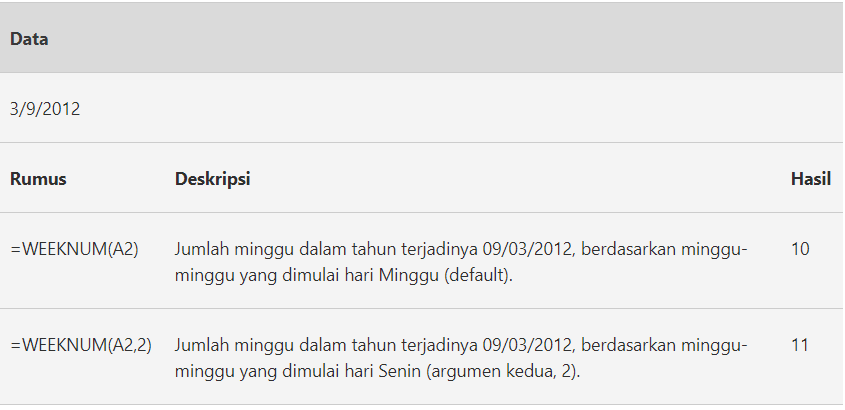 Data
3/9/2012
Rumus Deskripsi Hasil
=WEEKNUM(A2) Jumlah minggu dalam tahun terjadinya 09/03/2012, berdasarkan minggu- 10
minggu yang dimulai hari Minggu (default).
=WEEKNUM(A2,2) Jumlah minggu dalam tahun terjadinya 09/03/2012, berdasarkan minggu- 11
minggu yang dimulai hari Senin (argumen kedua, 2).